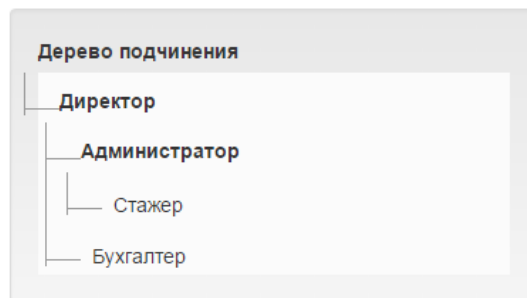 Дерево подчинения
Директор
Администратор
Стажер
Бухгалтер